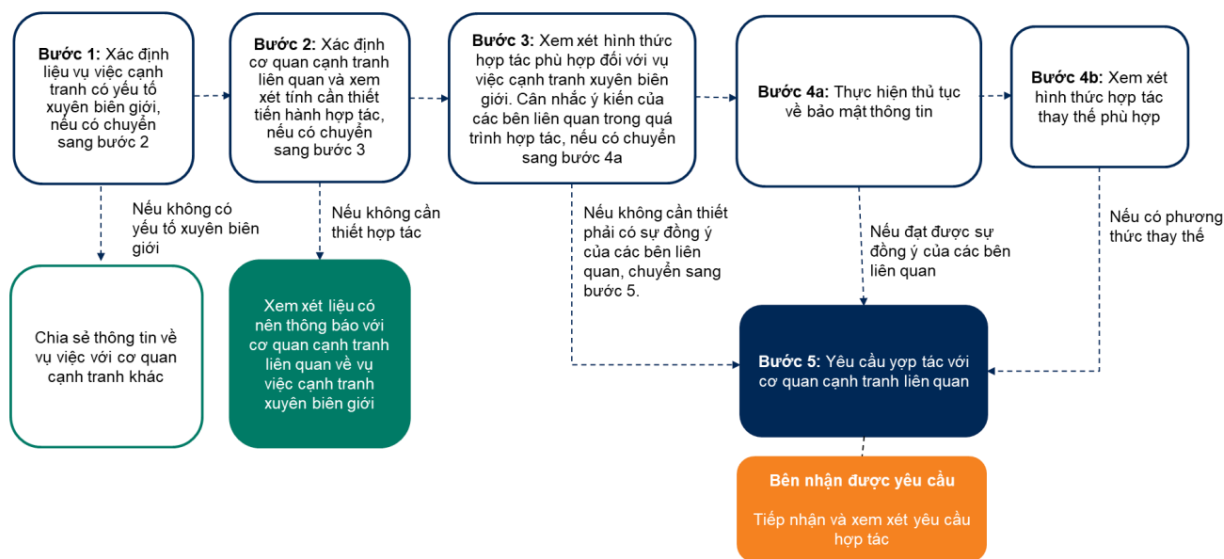 Bước 1: Xác định
liệu vụ việc cạnh
tranh có yếu tố
xuyên biên giới,
nếu có chuyển
sang bước 2
Bước 2: Xác định
cơ quan cạnh tranh
liên quan và xem
xét tính cần thiết
tiến hành hợp tác,
nếu có chuyển
sang bước 3
Bước 3: Xem xét hình thức
hợp tác phù hợp đối với vụ
việc cạnh tranh xuyên biên
giới. Cân nhắc ý kiến của
các bên liên quan trong quá
trình hợp tác, nếu có chuyển
sang bước 4a
Bước 4a: Thực hiện thủ tục
về bảo mật thông tin
Bước 4b: Xem xét
hình thức hợp tác
thay thế phù hợp
Nếu không có
yếu tố xuyên biên
giới
Nếu không cần
thiết hợp tác
Nếu không cần thiết
phải có sự đồng ý
của các bên liên
quan, chuyển sang
bước 5.
Nếu đạt được sự
đồng ý của các bên
liên quan
Nếu có phương
thức thay thế
Chia sẻ thông tin về
vụ việc với cơ quan
cạnh tranh khác
Xem xét liệu có
nên thông báo với
cơ quan cạnh tranh
liên quan về vụ
việc cạnh tranh
xuyên biên giới
Bước 5: Yêu cầu yợp tác với
cơ quan cạnh tranh liên quan
Bên nhận được yêu cầu
Tiếp nhận và xem xét yêu cầu
hợp tác